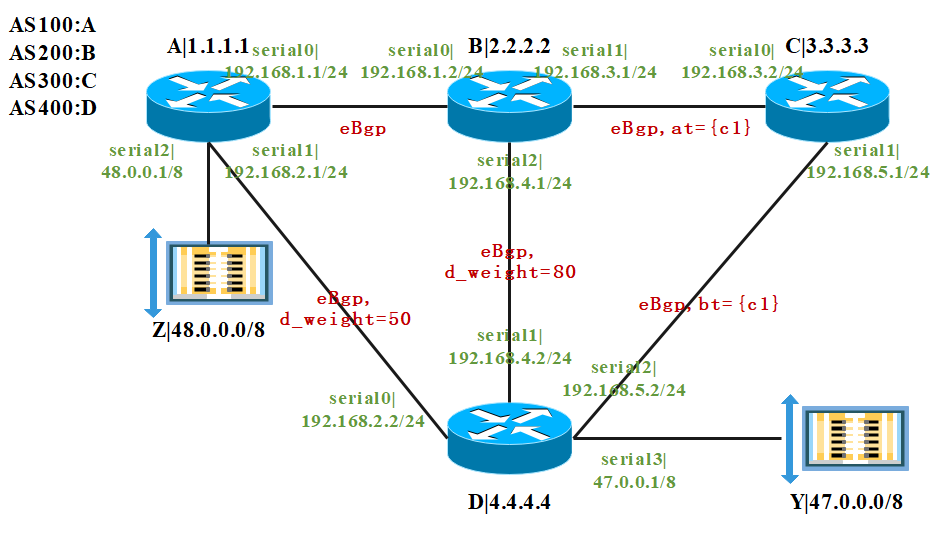 AS100:A
AS200:B
AS300:C
AS400:D
A|1.1.1.1
B|2.2.2.2
C|3.3.3.3
serial0|
192.168.1.1/24
serial0|
192.168.1.2/24
serial1|
192.168.3.1/24
serial0|
192.168.3.2/24
eBgp
eBgp,at={c1}
serial2|
48.0.0.1/8
serial1|
192.168.2.1/24
serial2|
192.168.4.1/24
serial1|
192.168.5.1/24
eBgp,
d_weight=80
eBgp,
d_weight=50
eBgp,bt={c1}
Z|48.0.0.0/8
serial1|
192.168.4.2/24
serial2|
192.168.5.2/24
serial0|
192.168.2.2/24
serial3|
47.0.0.1/8
D|4.4.4.4
Y|47.0.0.0/8